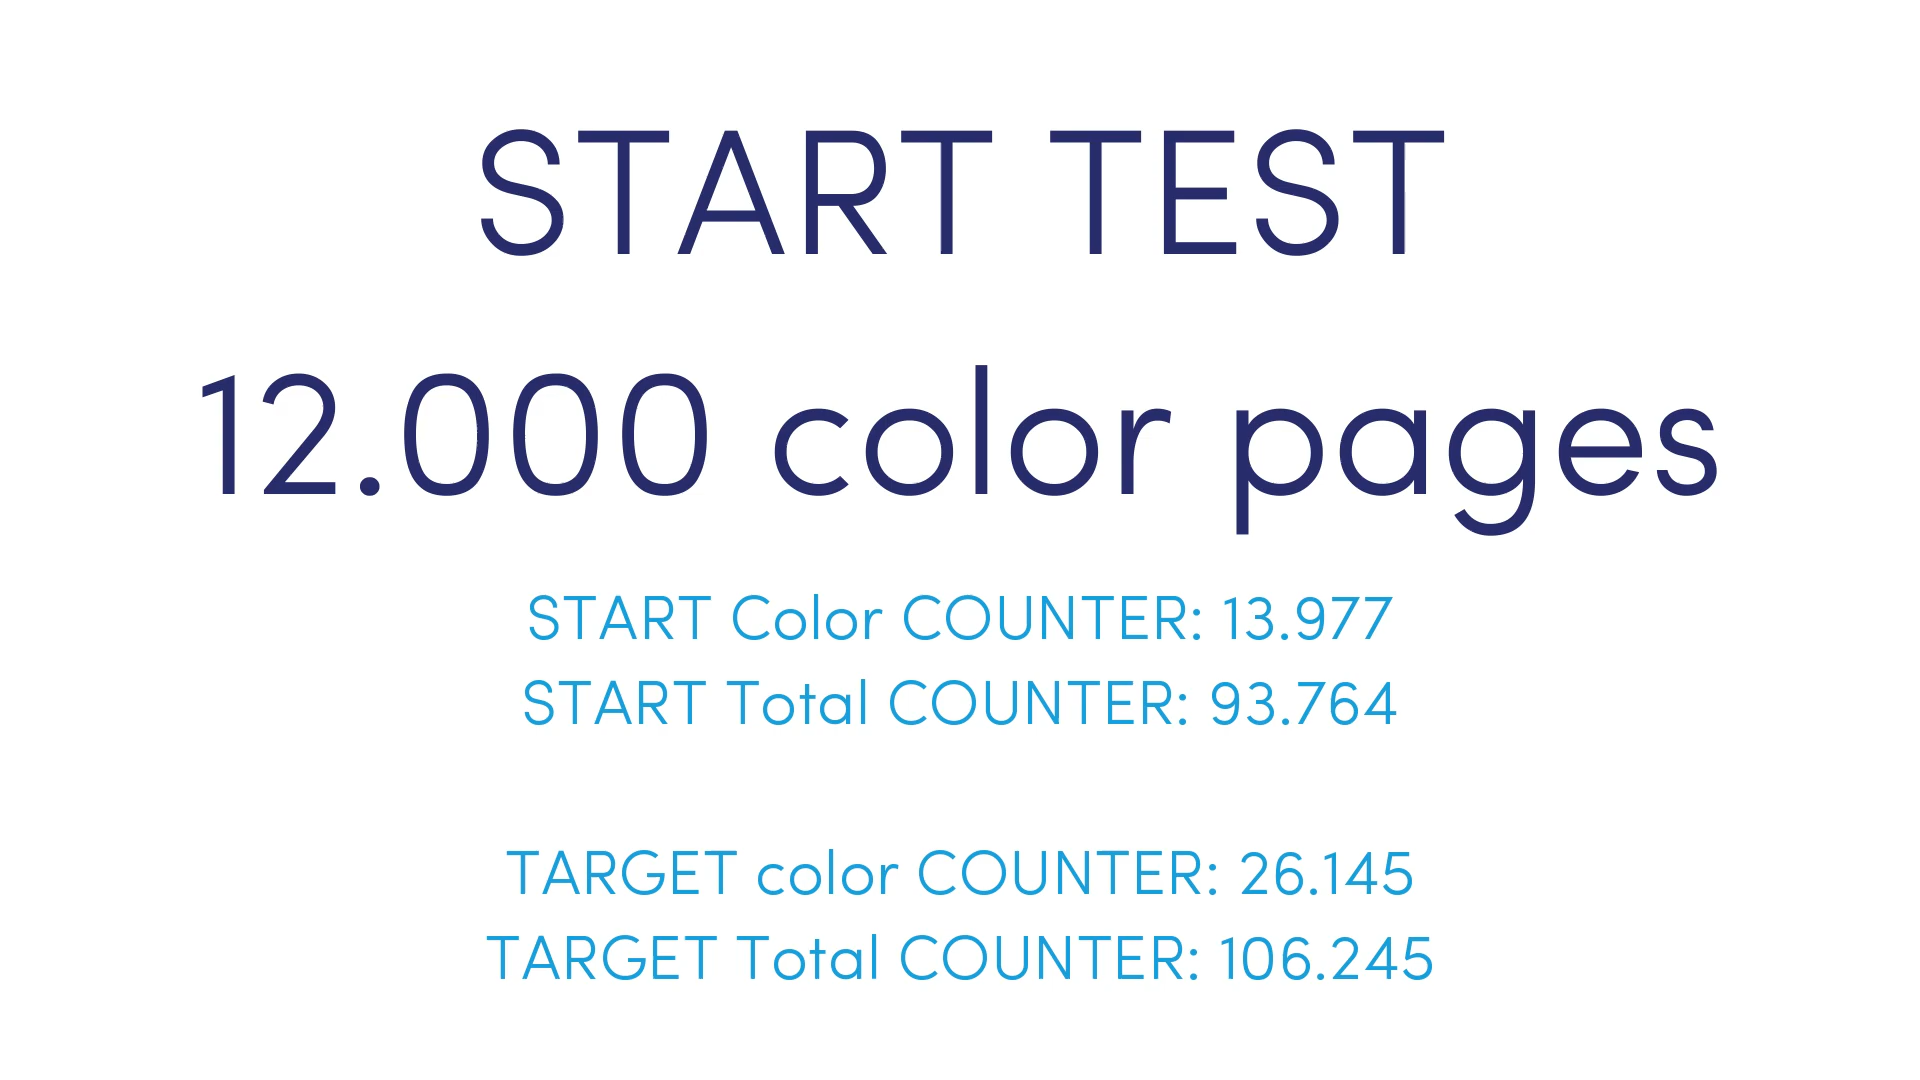 START TEST
12.000 color pages
START Color COUNTER: 13.977
START Total COUNTER: 93.764
TARGET color COUNTER: 26.145
TARGET Total COUNTER: 106.245